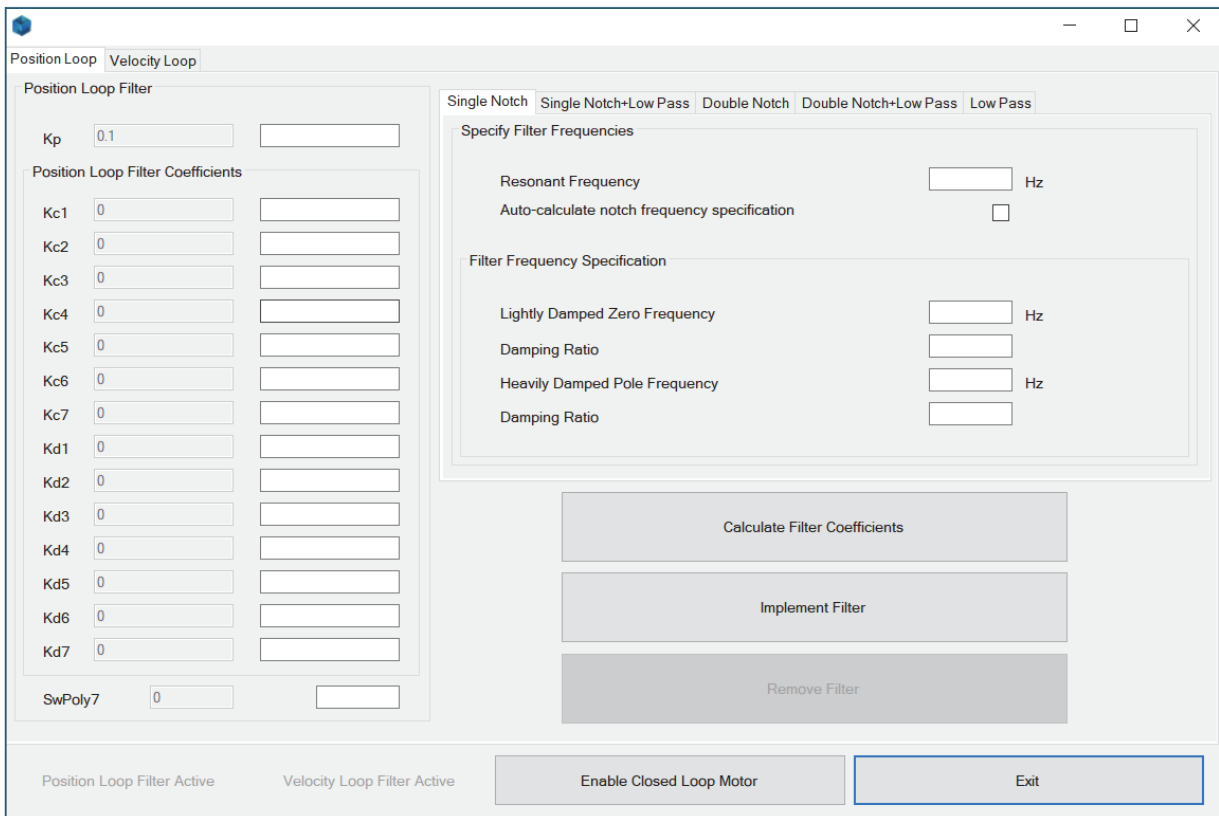 Position Loop Velocity Loop
Position Loop Filter
Kp 0.1
Position Loop Filter Coefficients
Kc1 0
Kc2 0
Kc3 0
Kc4 0
Kc5 0
Kc6 0
Kc7 0
Kd1 0
Kd2 0
Kd3 0
Kd4 0
Kd5 0
Kd6 0
Kd7 0
SwPoly7 0
Single Notch Single Notch+Low Pass Double Notch Double Notch+Low Pass Low Pass
Specify Filter Frequencies
Resonant Frequency Hz
Auto-calculate notch frequency specification
Filter Frequency Specification
Lightly Damped Zero Frequency Hz
Damping Ratio
Heavily Damped Pole Frequency Hz
Damping Ratio
Calculate Filter Coefficients
Implement Filter
Remove Filter
Position Loop Filter Active Velocity Loop Filter Active Enable Closed Loop Motor Exit